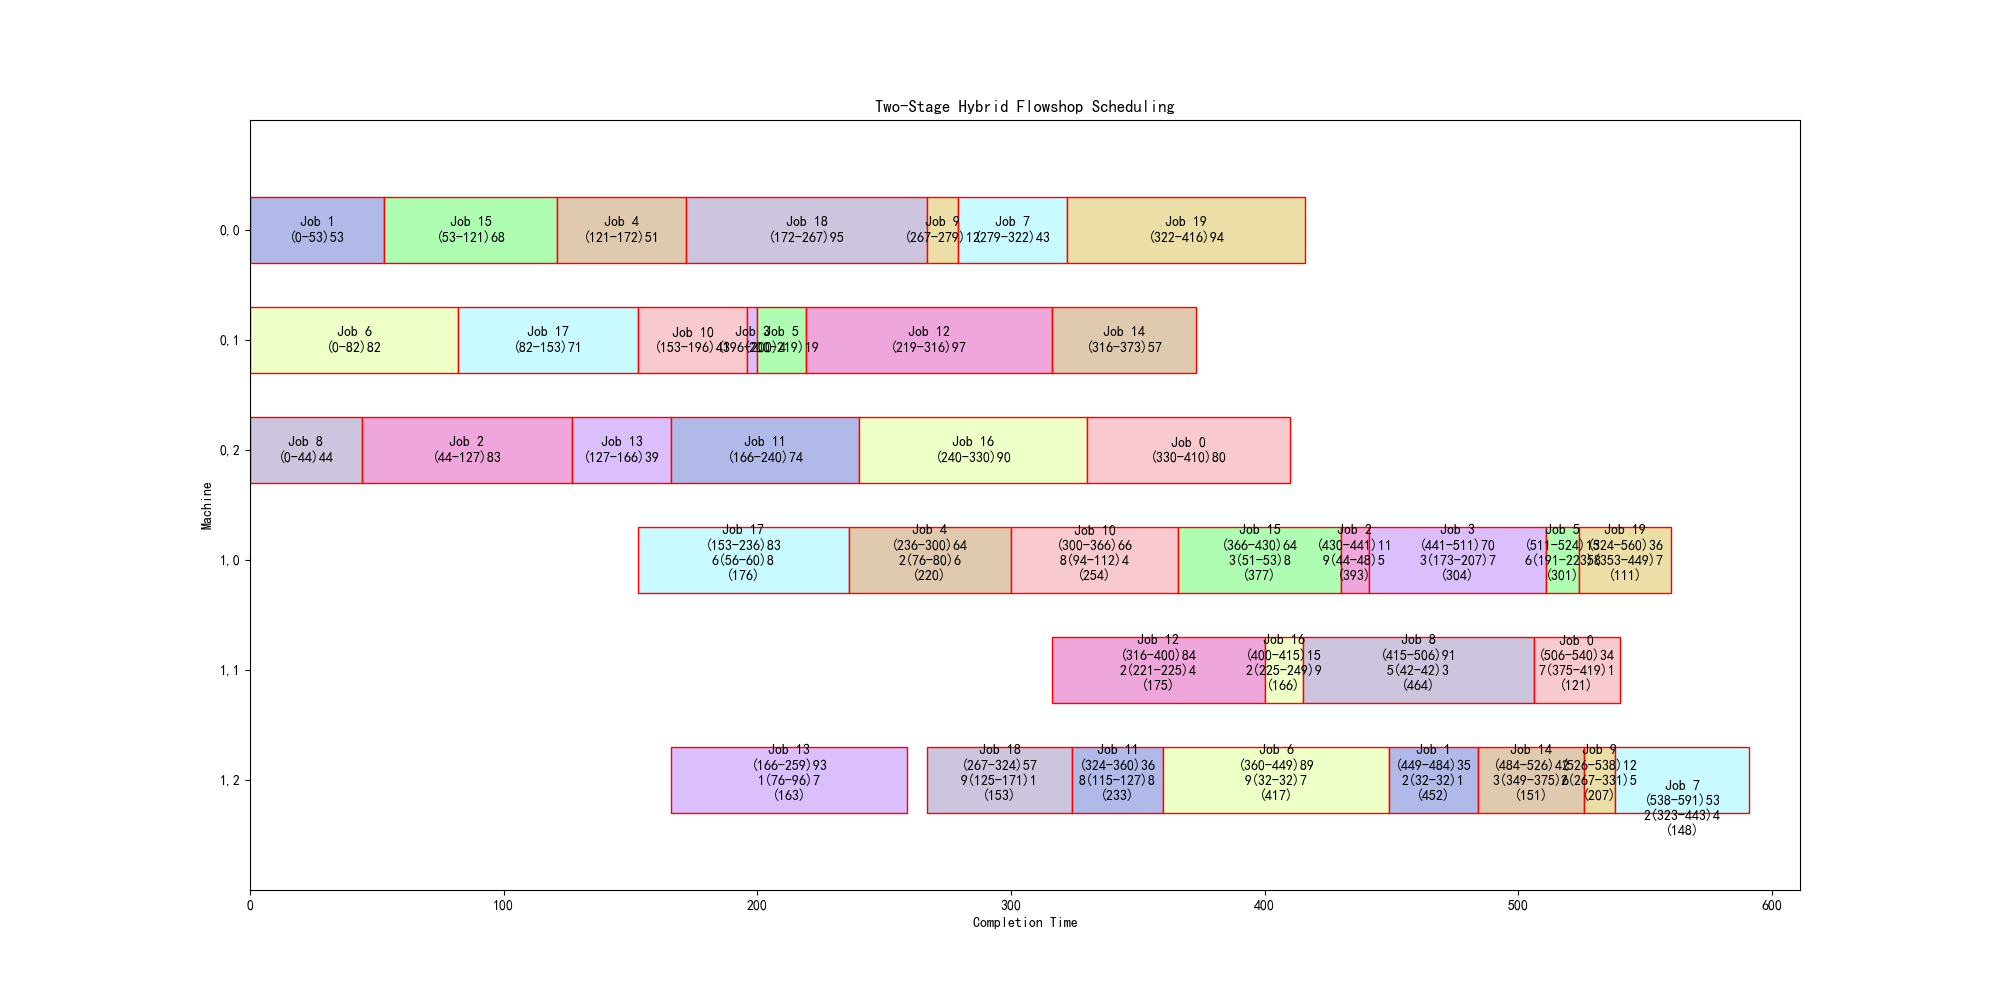 Two-Stage Hybrid Flowshop Scheduling
0,0
Job 1
(0-53)53
Job 15
(53-121)68
Job 4
(121-172)51
Job 18
(172-267)95
Job 9
(267-279)12
Job 7
(279-322)43
Job 19
(322-416)94
0,1
Job 6
(0-82)82
Job 17
(82-153)71
Job 10
(153-196)43
Job 3
(196-200)4
Job 5
(200-219)19
Job 12
(219-316)97
Job 14
(316-373)57
0,2
Job 8
(0-44)44
Job 2
(44-127)83
Job 13
(127-166)39
Job 11
(166-240)74
Job 16
(240-330)90
Job 0
(330-410)80
Machine
1,0
Job 17
(153-236)83
6(56-60)8
(176)
Job 4
(236-300)64
2(76-80)6
(220)
Job 10
(300-366)66
8(94-112)4
(254)
Job 15
(366-430)64
3(51-53)8
(377)
Job 2
(430-441)11
9(44-48)5
(393)
Job 3
(441-511)70
3(173-207)7
(304)
Job 5
(511-524)13
(301)
Job 19
(524-560)36
(353-449)7
(111)
1,1
Job 12
(316-400)84
2(221-225)4
(175)
Job 16
(400-415)15
2(225-249)9
(166)
Job 8
(415-506)91
5(42-42)3
(464)
Job 0
(506-540)34
7(375-419)1
(121)
1,2
Job 13
(166-259)93
1(76-96)7
(163)
Job 18
(267-324)57
9(125-171)1
(153)
Job 11
(324-360)36
8(115-127)8
(233)
Job 6
(360-449)89
9(32-32)7
(417)
Job 1
(449-484)35
2(32-32)1
(452)
Job 14
(484-526)42
3(349-375)
(151)
Job 9
(526-538)12
(267-331)5
(207)
Job 7
(538-591)53
2(323-443)4
(148)
0
100
200
300
400
500
600
Completion Time